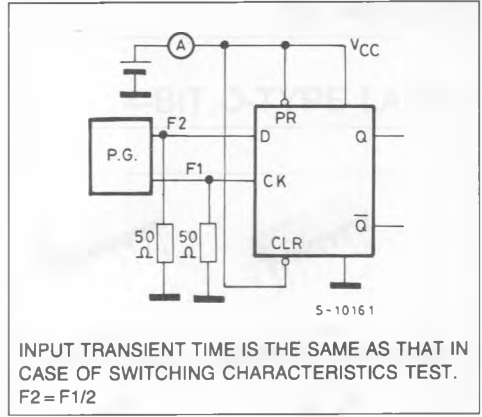 A
VCC
F2
PR
D
Q
P.G.
F1
CK
Q̅
50 Ω
50 Ω
CLR
S-10161
INPUT TRANSIENT TIME IS THE SAME AS THAT IN
CASE OF SWITCHING CHARACTERISTICS TEST.
F2 = F1/2